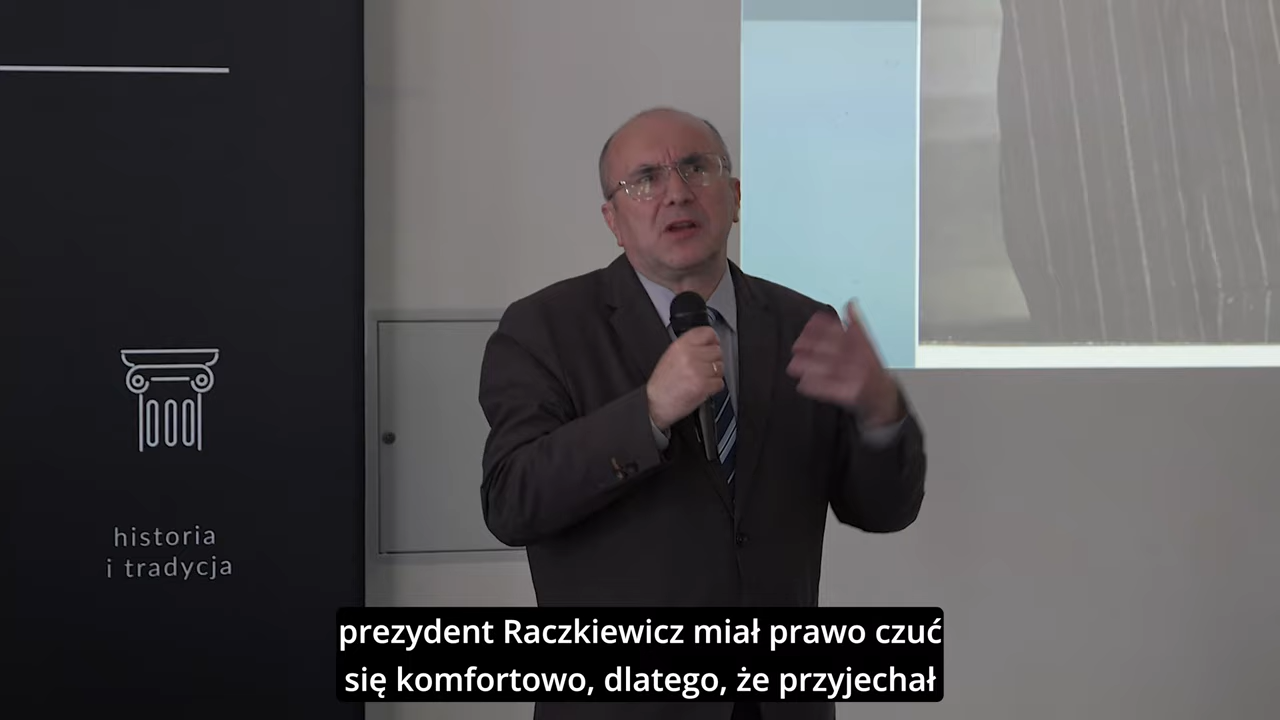 historia
i tradycja
prezydent Raczkiewicz miał prawo czuć
się komfortowo, dlatego, że przyjechał